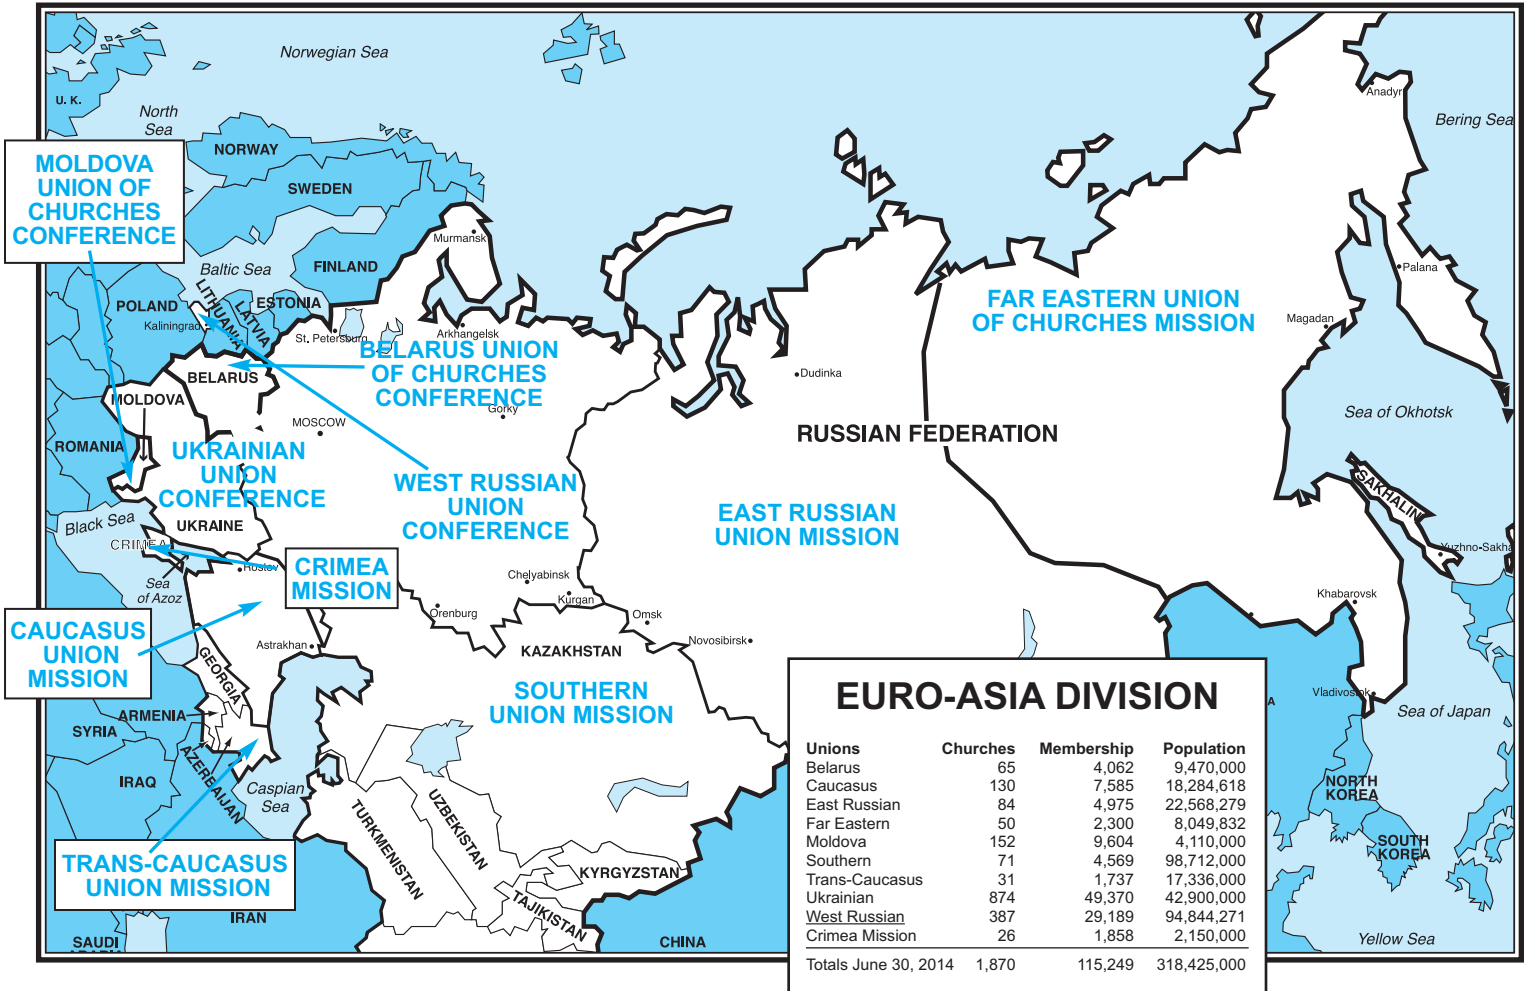 Norwegian Sea
U. K.
North
Sea
NORWAY
SWEDEN
FINLAND
Baltic Sea
ESTONIA
LATVIA
LITHUANIA
POLAND
Kaliningrad
St. Petersburg
Murmansk
Arkhangelsk
Anadyr
Bering Sea
Palana
Magadan
MOLDOVA
UNION OF
CHURCHES
CONFERENCE
FAR EASTERN UNION
OF CHURCHES MISSION
BELARUS UNION
OF CHURCHES
CONFERENCE
BELARUS
MOLDOVA
MOSCOW
Gorky
Dudinka
Sea of Okhotsk
RUSSIAN FEDERATION
ROMANIA
UKRAINIAN
UNION
CONFERENCE
WEST RUSSIAN
UNION
CONFERENCE
EAST RUSSIAN
UNION MISSION
SAKHALIN
Yuzhno-Sakha
Black Sea
UKRAINE
CRIMEA
Sea
of Azoz
Rostov
CRIMEA
MISSION
Chelyabinsk
Kurgan
Orenburg
Omsk
Novosibirsk
Khabarovsk
Vladivostok
Sea of Japan
CAUCASUS
UNION
MISSION
Astrakhan
KAZAKHSTAN
SOUTHERN
UNION MISSION
GEORGIA
ARMENIA
AZERBAIJAN
SYRIA
IRAQ
Caspian
Sea
TURKMENISTAN
UZBEKISTAN
KYRGYZSTAN
TAJIKISTAN
TRANS-CAUCASUS
UNION MISSION
IRAN
SAUDI
CHINA
A
NORTH
KOREA
SOUTH
KOREA
Yellow Sea
EURO-ASIA DIVISION
Unions Churches Membership Population
Belarus 65 4,062 9,470,000
Caucasus 130 7,585 18,284,618
East Russian 84 4,975 22,568,279
Far Eastern 50 2,300 8,049,832
Moldova 152 9,604 4,110,000
Southern 71 4,569 98,712,000
Trans-Caucasus 31 1,737 17,336,000
Ukrainian 874 49,370 42,900,000
West Russian 387 29,189 94,844,271
Crimea Mission 26 1,858 2,150,000
Totals June 30, 2014 1,870 115,249 318,425,000